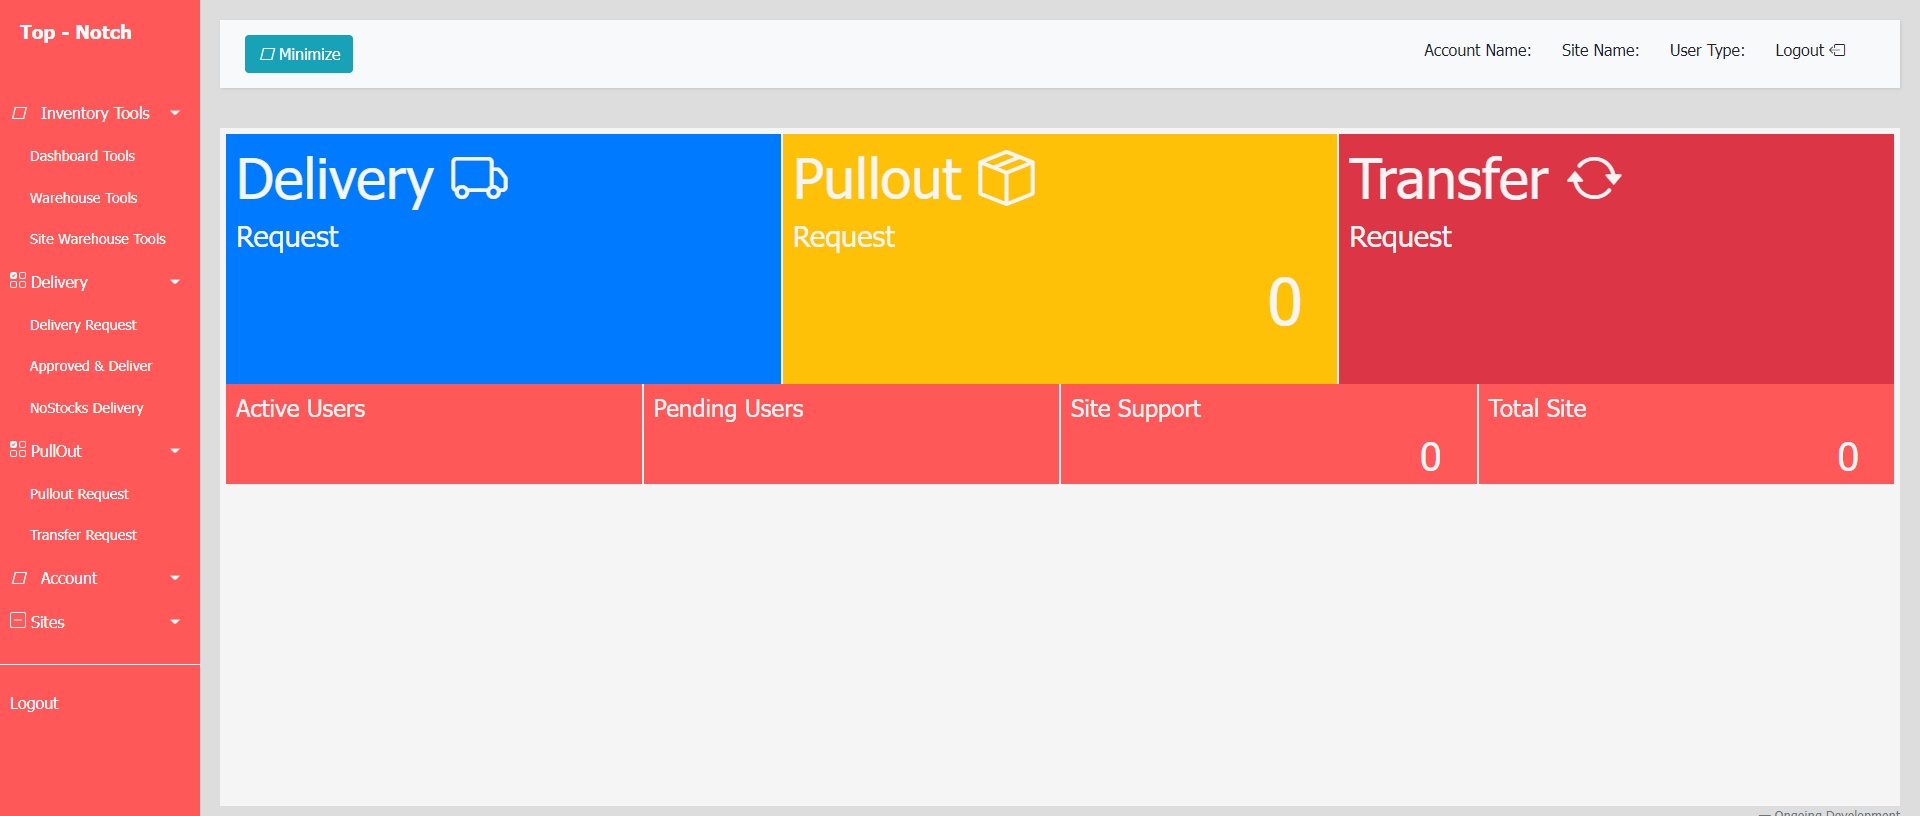 Top - Notch
Inventory Tools
Dashboard Tools
Warehouse Tools
Site Warehouse Tools
Delivery
Delivery Request
Approved & Deliver
NoStocks Delivery
PullOut
Pullout Request
Transfer Request
Account
Sites
Logout
Minimize
Account Name: Site Name: User Type: Logout
Delivery
Request
Pullout
Request
0
Transfer
Request
Active Users
Pending Users
Site Support
0
Total Site
0
— Ongoing Development